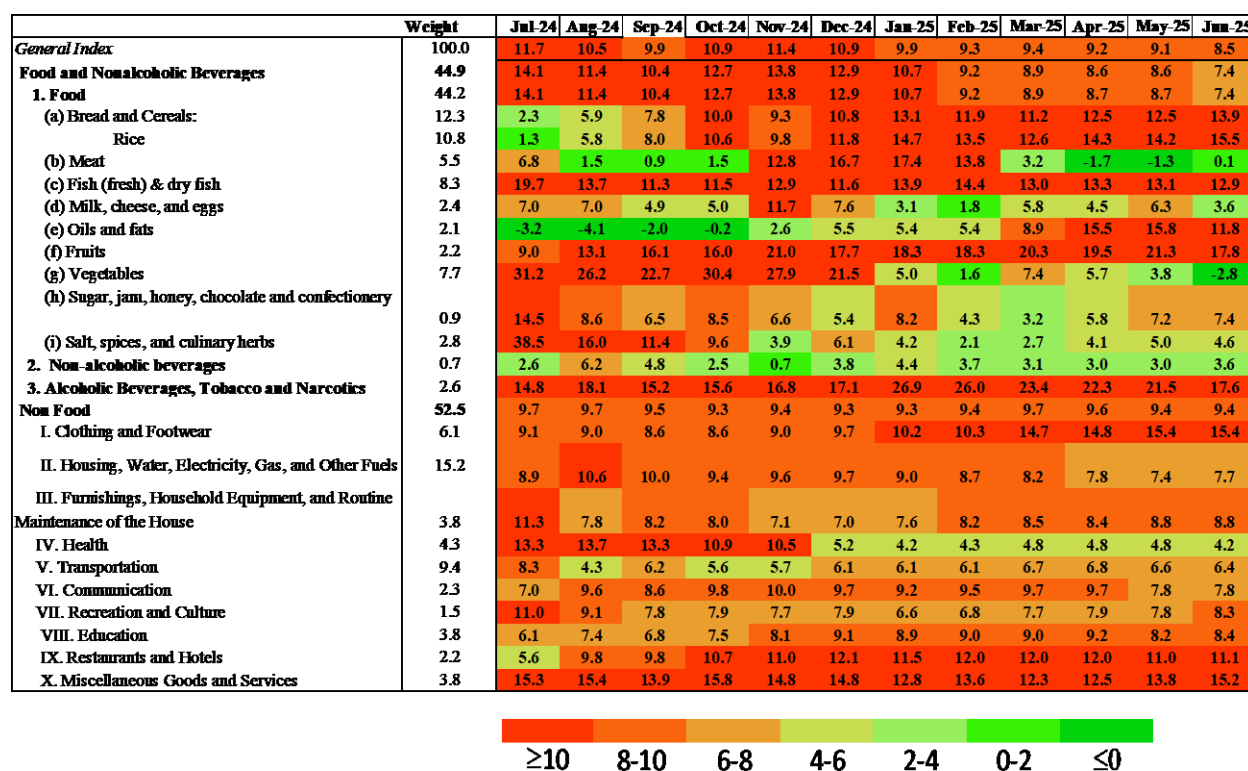 Weight Jul-24 Aug-24 Sep-24 Oct-24 Nov-24 Dec-24 Jan-25 Feb-25 Mar-25 Apr-25 May-25 Jun-25
General Index 100.0 11.7 10.5 9.9 10.9 11.4 10.9 9.9 9.3 9.4 9.2 9.1 8.5
Food and Nonalcoholic Beverages 44.9 14.1 11.4 10.4 12.7 13.8 12.9 10.7 9.2 8.9 8.6 8.6 7.4
1. Food 44.2 14.1 11.4 10.4 12.7 13.8 12.9 10.7 9.2 8.9 8.7 8.7 7.4
(a) Bread and Cereals: 12.3 2.3 5.9 7.8 10.0 9.3 10.8 13.1 11.9 11.2 12.5 12.5 13.9
Rice 10.8 1.3 5.8 8.0 10.6 9.8 11.8 14.7 13.5 12.6 14.3 14.2 15.5
(b) Meat 5.5 6.8 1.5 0.9 1.5 12.8 16.7 17.4 13.8 3.2 -1.7 -1.3 0.1
(c) Fish (fresh) & dry fish 8.3 19.7 13.7 11.3 11.5 12.9 11.6 13.9 14.4 13.0 13.3 13.1 12.9
(d) Milk, cheese, and eggs 2.4 7.0 7.0 4.9 5.0 11.7 7.6 3.1 1.8 5.8 4.5 6.3 3.6
(e) Oils and fats 2.1 -3.2 -4.1 -2.0 -0.2 2.6 5.5 5.4 5.4 8.9 15.5 15.8 11.8
(f) Fruits 2.2 9.0 13.1 16.1 16.0 21.0 17.7 18.3 18.3 20.3 19.5 21.3 17.8
(g) Vegetables 7.7 31.2 26.2 22.7 30.4 27.9 21.5 5.0 1.6 7.4 5.7 3.8 -2.8
(h) Sugar, jam, honey, chocolate and confectionery
0.9 14.5 8.6 6.5 8.5 6.6 5.4 8.2 4.3 3.2 5.8 7.2 7.4
(i) Salt, spices, and culinary herbs 2.8 38.5 16.0 11.4 9.6 3.9 6.1 4.2 2.1 2.7 4.1 5.0 4.6
2. Non-alcoholic beverages 0.7 2.6 6.2 4.8 2.5 0.7 3.8 4.4 3.7 3.1 3.0 3.0 3.6
3. Alcoholic Beverages, Tobacco and Narcotics 2.6 14.8 18.1 15.2 15.6 16.8 17.1 26.9 26.0 23.4 22.3 21.5 17.6
Non Food 52.5 9.7 9.7 9.5 9.3 9.4 9.3 9.3 9.4 9.7 9.6 9.4 9.4
I. Clothing and Footwear 6.1 9.1 9.0 8.6 8.6 9.0 9.7 10.2 10.3 14.7 14.8 15.4 15.4
II. Housing, Water, Electricity, Gas, and Other Fuels 15.2 8.9 10.6 10.0 9.4 9.6 9.7 9.0 8.7 8.2 7.8 7.4 7.7
III. Furnishings, Household Equipment, and Routine
Maintenance of the House 3.8 11.3 7.8 8.2 8.0 7.1 7.0 7.6 8.2 8.5 8.4 8.8 8.8
IV. Health 4.3 13.3 13.7 13.3 10.9 10.5 5.2 4.2 4.3 4.8 4.8 4.8 4.2
V. Transportation 9.4 8.3 4.3 6.2 5.6 5.7 6.1 6.1 6.1 6.7 6.8 6.6 6.4
VI. Communication 2.3 7.0 9.6 8.6 9.8 10.0 9.7 9.2 9.5 9.7 9.7 7.8 7.8
VII. Recreation and Culture 1.5 11.0 9.1 7.8 7.9 7.7 7.9 6.6 6.8 7.7 7.9 7.8 8.3
VIII. Education 3.8 6.1 7.4 6.8 7.5 8.1 9.1 8.9 9.0 9.0 9.2 8.2 8.4
IX. Restaurants and Hotels 2.2 5.6 9.8 9.8 10.7 11.0 12.1 11.5 12.0 12.0 12.0 11.0 11.1
X. Miscellaneous Goods and Services 3.8 15.3 15.4 13.9 15.8 14.8 14.8 12.8 13.6 12.3 12.5 13.8 15.2
≥10 8-10 6-8 4-6 2-4 0-2 ≤0